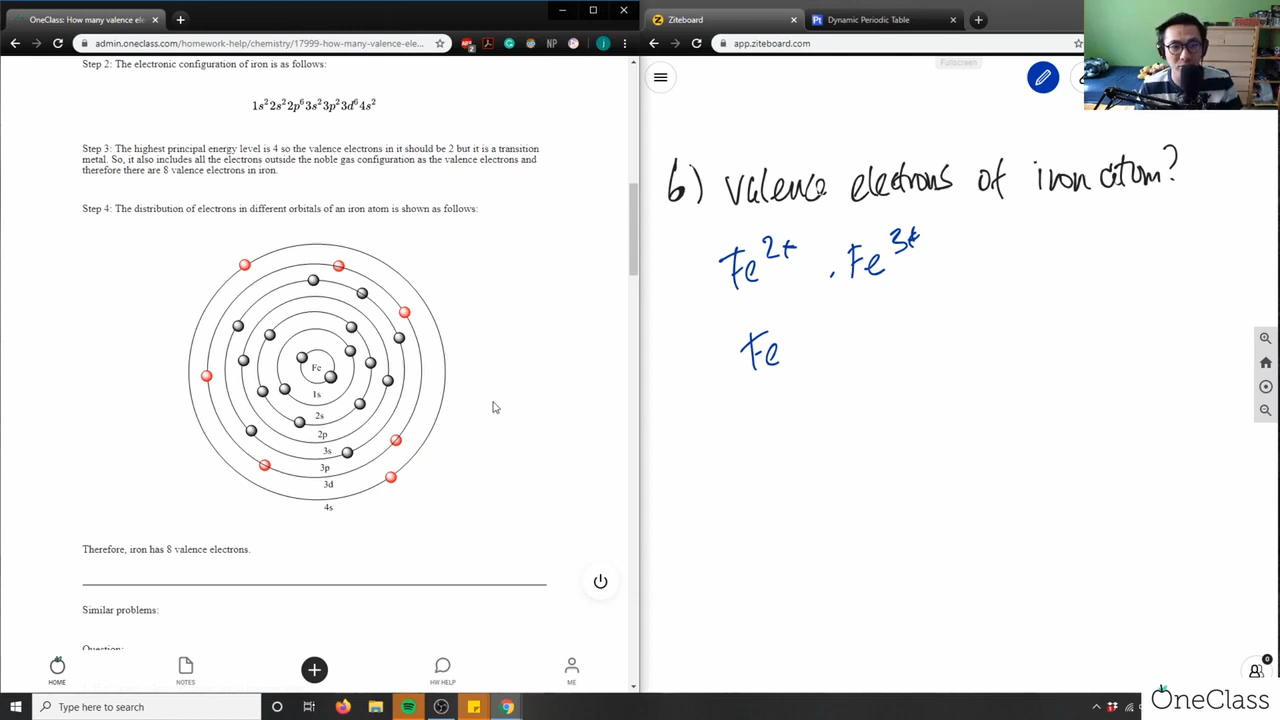 OneClass: How many valence ele
Ziteboard
Dynamic Periodic Table
admin.oneclass.com/homework-help/chemistry/17999-how-many-valence-ele...
NP
j
app.ziteboard.com
Fullscreen
Step 2: The electronic configuration of iron is as follows:
1s²2s²2p⁶3s²3p²3d⁶4s²
Step 3: The highest principal energy level is 4 so the valence electrons in it should be 2 but it is a transition
metal. So, it also includes all the electrons outside the noble gas configuration as the valence electrons and
therefore there are 8 valence electrons in iron.
Step 4: The distribution of electrons in different orbitals of an iron atom is shown as follows:
Fe
1s
2s
2p
3s
3p
3d
4s
Therefore, iron has 8 valence electrons.
Similar problems:
Question:
HOME
NOTES
HW HELP
ME
b) valence electrons of iron atom?
Fe²⁺ . Fe³⁺
Fe
0
Type here to search
OneClass